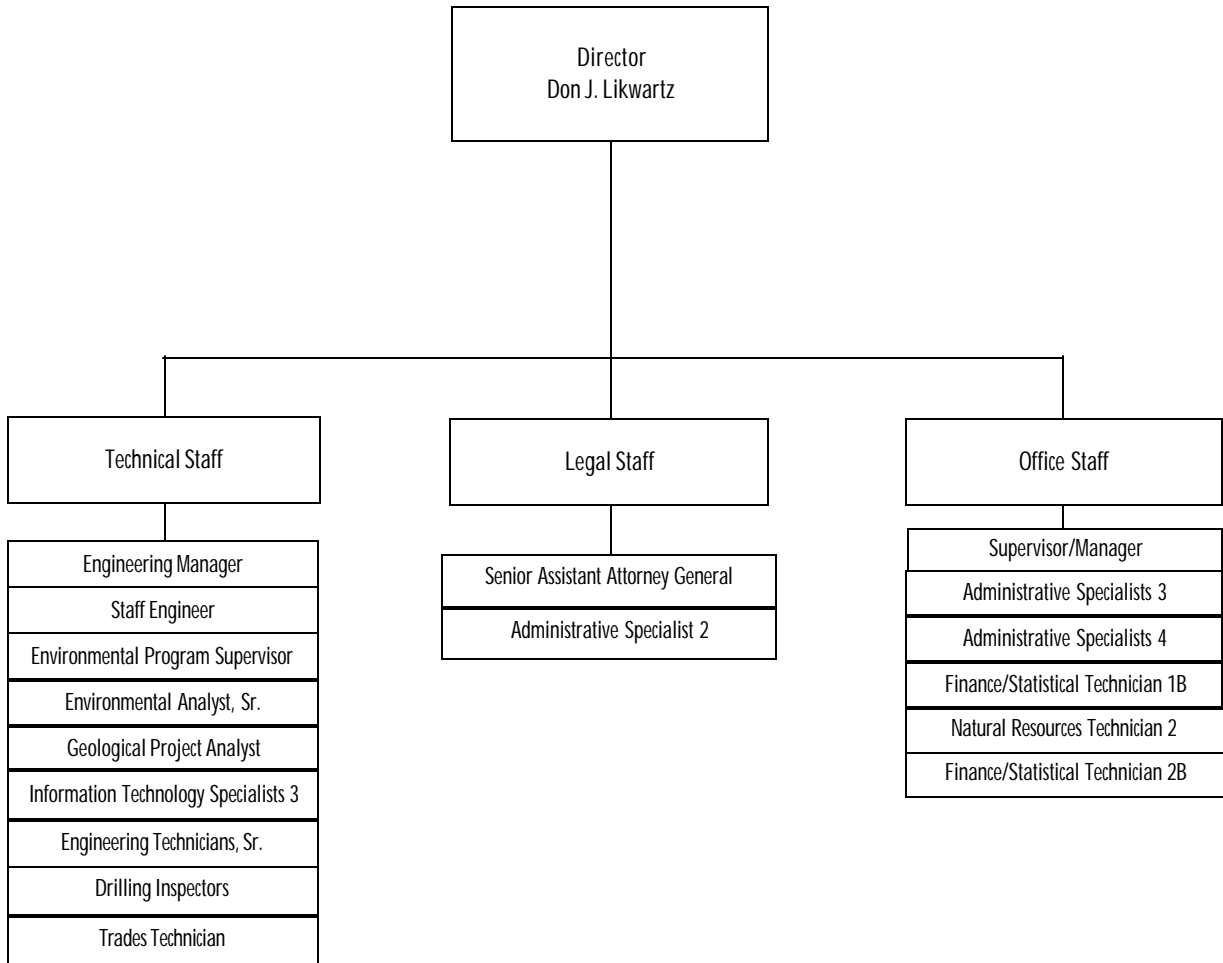 Director
Don J. Likwartz
Technical Staff
Legal Staff
Office Staff
Engineering Manager
Staff Engineer
Environmental Program Supervisor
Environmental Analyst, Sr.
Geological Project Analyst
Information Technology Specialists 3
Engineering Technicians, Sr.
Drilling Inspectors
Trades Technician
Senior Assistant Attorney General
Administrative Specialist 2
Supervisor/Manager
Administrative Specialists 3
Administrative Specialists 4
Finance/Statistical Technician 1B
Natural Resources Technician 2
Finance/Statistical Technician 2B